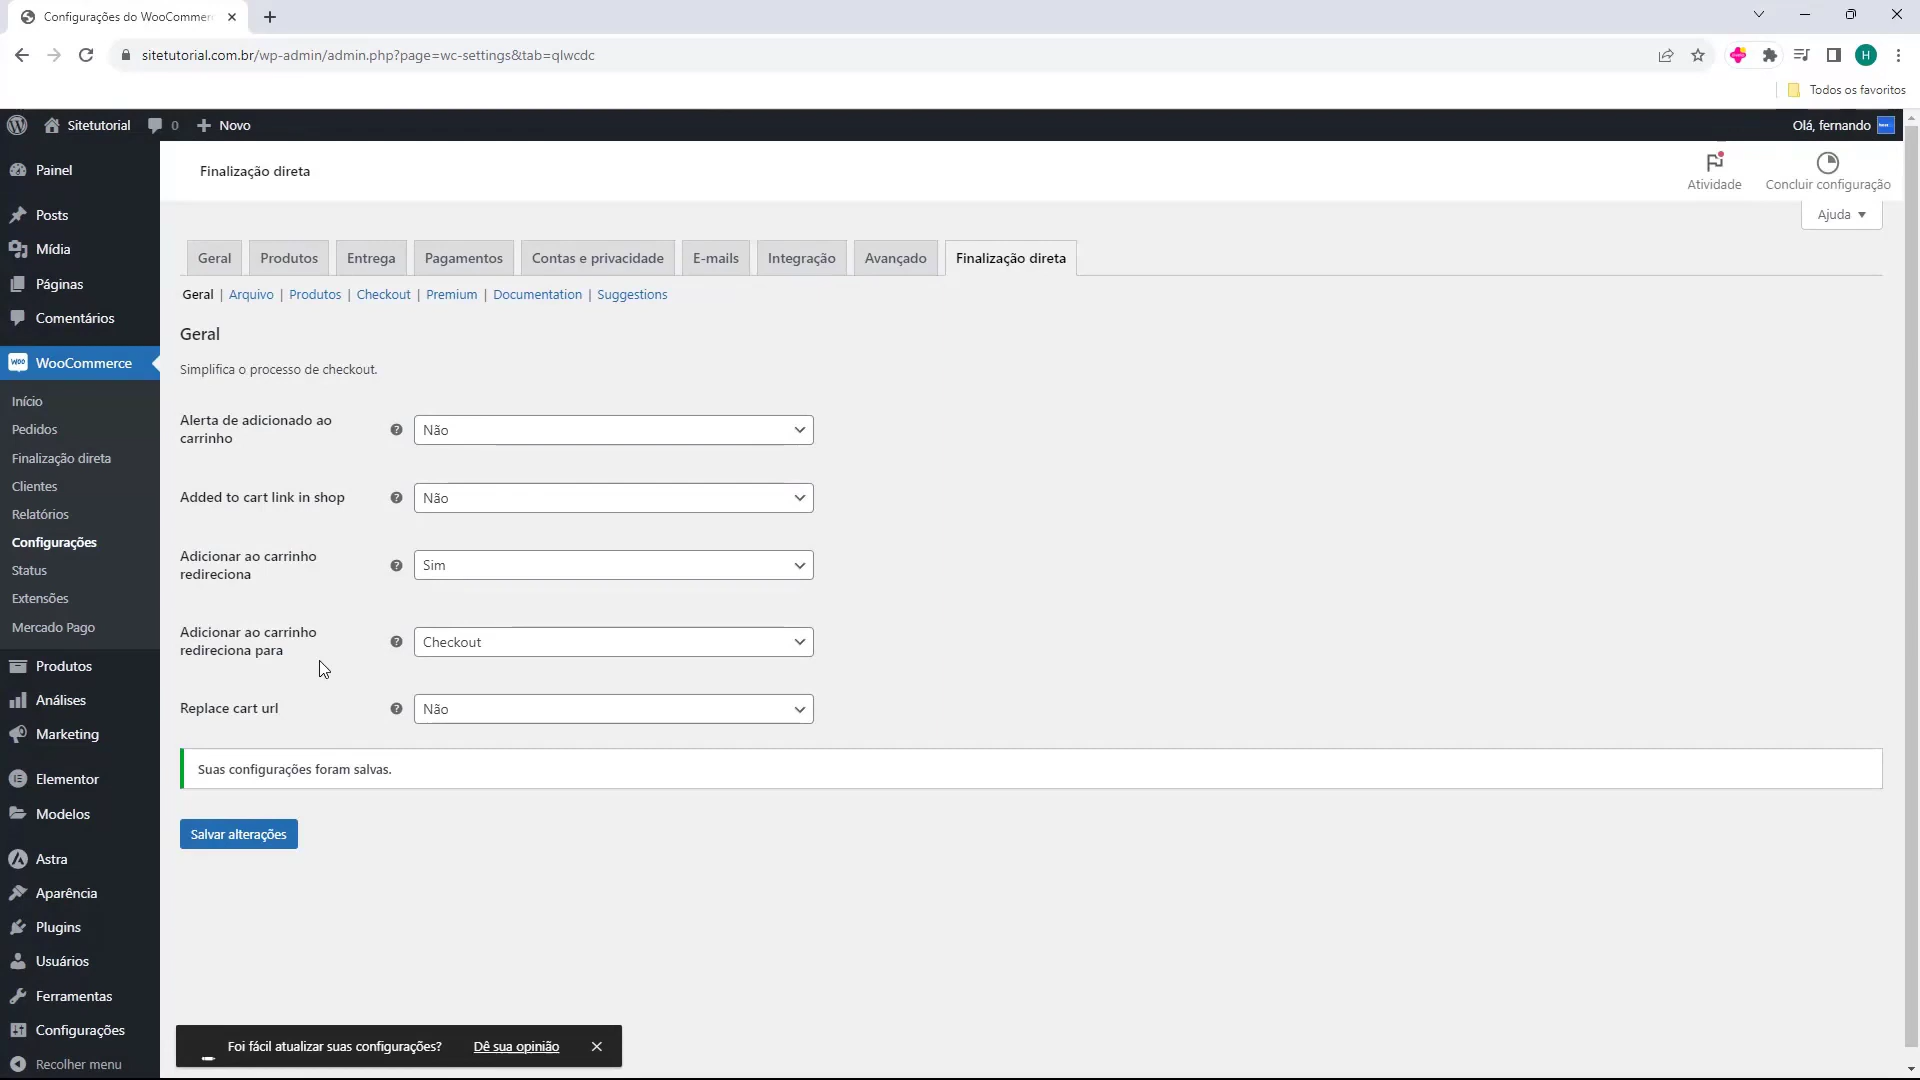 Configurações do WooCommer
sitetutorial.com.br/wp-admin/admin.php?page=wc-settings&tab=qlwcdc
H
Todos os favoritos
Sitetutorial
0
Novo
Olá, fernando
Painel
Posts
Mídia
Páginas
Comentários
WooCommerce
Início
Pedidos
Finalização direta
Clientes
Relatórios
Configurações
Status
Extensões
Mercado Pago
Produtos
Análises
Marketing
Elementor
Modelos
Astra
Aparência
Plugins
Usuários
Ferramentas
Configurações
Recolher menu
Finalização direta
Atividade
Concluir configuração
Ajuda
Geral
Produtos
Entrega
Pagamentos
Contas e privacidade
E-mails
Integração
Avançado
Finalização direta
Geral | Arquivo | Produtos | Checkout | Premium | Documentation | Suggestions
Geral
Simplifica o processo de checkout.
Alerta de adicionado ao
carrinho
Não
Added to cart link in shop
Não
Adicionar ao carrinho
redireciona
Sim
Adicionar ao carrinho
redireciona para
Checkout
Replace cart url
Não
Suas configurações foram salvas.
Salvar alterações
Foi fácil atualizar suas configurações?
Dê sua opinião